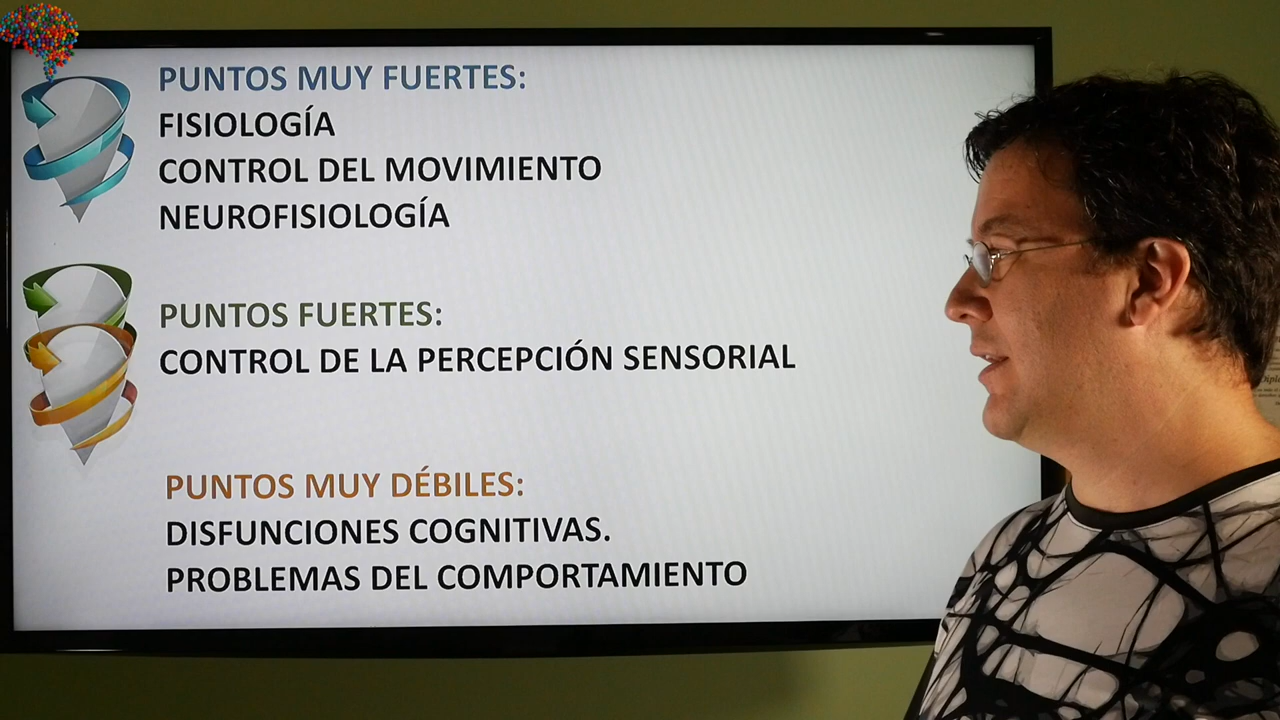 PUNTOS MUY FUERTES:
FISIOLOGÍA
CONTROL DEL MOVIMIENTO
NEUROFISIOLOGÍA
PUNTOS FUERTES:
CONTROL DE LA PERCEPCIÓN SENSORIAL
PUNTOS MUY DÉBILES:
DISFUNCIONES COGNITIVAS.
PROBLEMAS DEL COMPORTAMIENTO